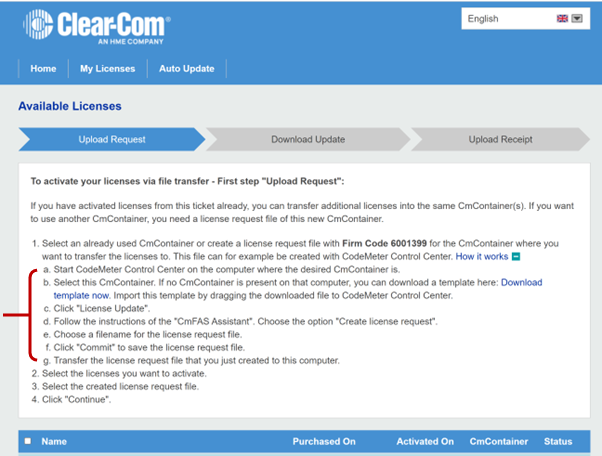 Clear-Com®
AN HME COMPANY
English
Home
My Licenses
Auto Update
Available Licenses
Upload Request
Download Update
Upload Receipt
To activate your licenses via file transfer - First step "Upload Request":
If you have activated licenses from this ticket already, you can transfer additional licenses into the same CmContainer(s). If you want
to use another CmContainer, you need a license request file of this new CmContainer.
1. Select an already used CmContainer or create a license request file with Firm Code 6001399 for the CmContainer where you
want to transfer the licenses to. This file can for example be created with CodeMeter Control Center. How it works
a. Start CodeMeter Control Center on the computer where the desired CmContainer is.
b. Select this CmContainer. If no CmContainer is present on that computer, you can download a template here: Download
template now. Import this template by dragging the downloaded file to CodeMeter Control Center.
c. Click "License Update".
d. Follow the instructions of the "CmFAS Assistant". Choose the option "Create license request".
e. Choose a filename for the license request file.
f. Click "Commit" to save the license request file.
g. Transfer the license request file that you just created to this computer.
2. Select the licenses you want to activate.
3. Select the created license request file.
4. Click "Continue".
Name
Purchased On
Activated On
CmContainer
Status